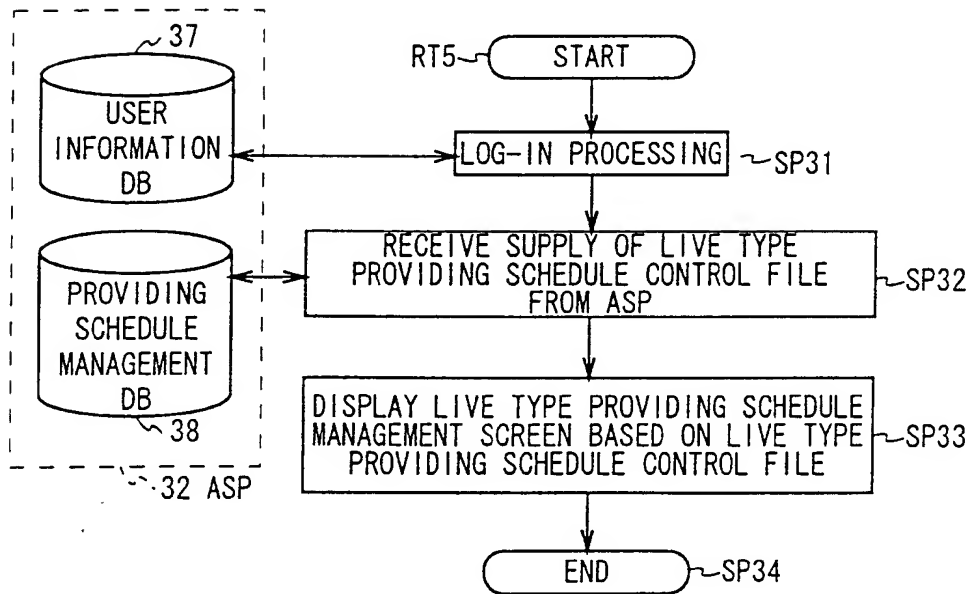 37
USER
INFORMATION
DB
PROVIDING
SCHEDULE
MANAGEMENT
DB
38
32 ASP
RT5
START
LOG-IN PROCESSING
SP31
RECEIVE SUPPLY OF LIVE TYPE
PROVIDING SCHEDULE CONTROL FILE
FROM ASP
SP32
DISPLAY LIVE TYPE PROVIDING SCHEDULE
MANAGEMENT SCREEN BASED ON LIVE TYPE
PROVIDING SCHEDULE CONTROL FILE
SP33
END
SP34